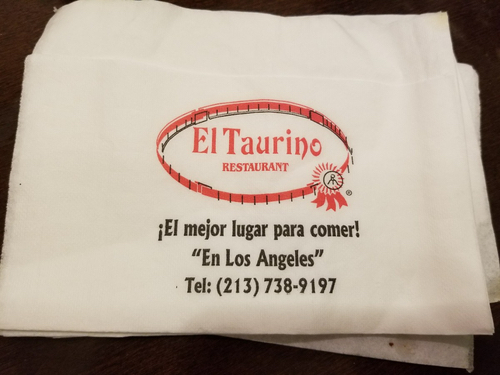 El Taurino
RESTAURANT
®
¡El mejor lugar para comer!
"En Los Angeles"
Tel: (213) 738-9197